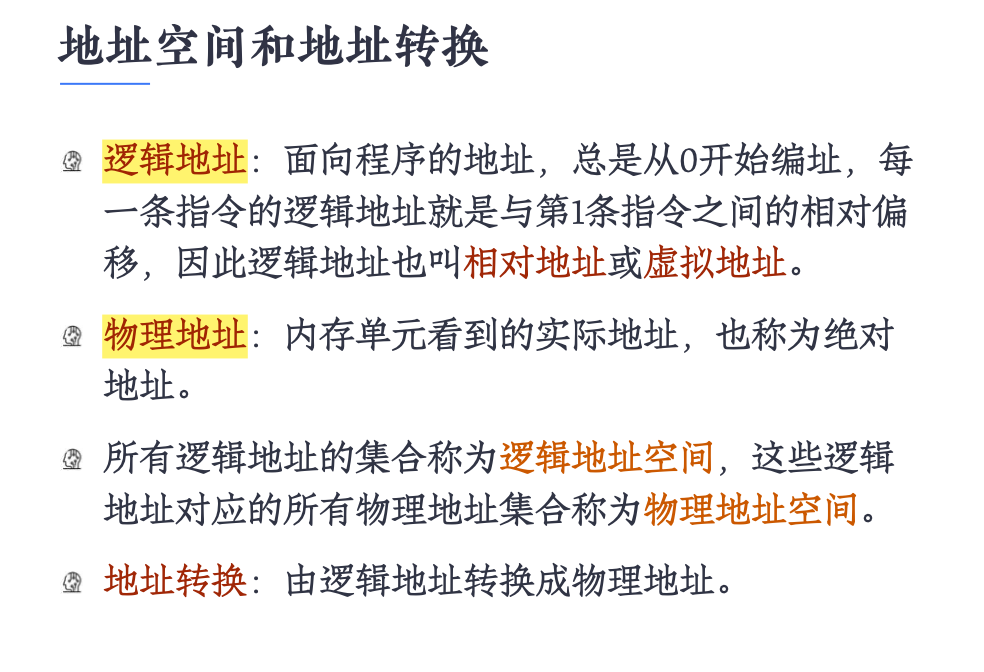 地址空间和地址转换
逻辑地址：面向程序的地址，总是从0开始编址，每
一条指令的逻辑地址就是与第1条指令之间的相对偏
移，因此逻辑地址也叫相对地址或虚拟地址。
物理地址：内存单元看到的实际地址，也称为绝对
地址。
所有逻辑地址的集合称为逻辑地址空间，这些逻辑
地址对应的所有物理地址集合称为物理地址空间。
地址转换：由逻辑地址转换成物理地址。